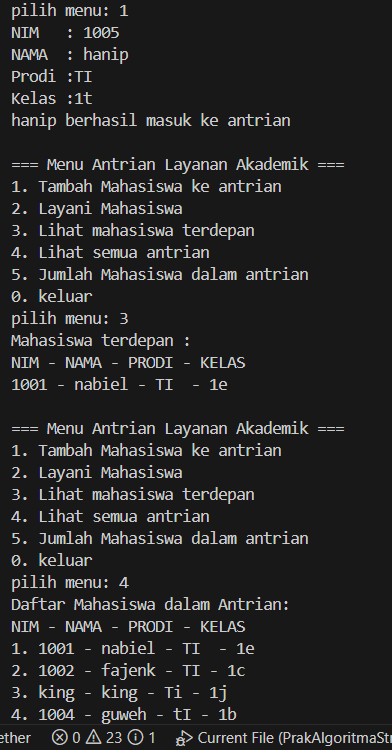 pilih menu: 1
NIM   : 1005
NAMA  : hanip
Prodi :TI
Kelas :1t
hanip berhasil masuk ke antrian

=== Menu Antrian Layanan Akademik ===
1. Tambah Mahasiswa ke antrian
2. Layani Mahasiswa
3. Lihat mahasiswa terdepan
4. Lihat semua antrian
5. Jumlah Mahasiswa dalam antrian
0. keluar
pilih menu: 3
Mahasiswa terdepan :
NIM - NAMA - PRODI - KELAS
1001 - nabiel - TI  - 1e

=== Menu Antrian Layanan Akademik ===
1. Tambah Mahasiswa ke antrian
2. Layani Mahasiswa
3. Lihat mahasiswa terdepan
4. Lihat semua antrian
5. Jumlah Mahasiswa dalam antrian
0. keluar
pilih menu: 4
Daftar Mahasiswa dalam Antrian:
NIM - NAMA - PRODI - KELAS
1. 1001 - nabiel - TI  - 1e
2. 1002 - fajenk - TI - 1c
3. king - king - Ti - 1j
4. 1004 - guweh - tI - 1b
ether 0 23 1 Current File (PrakAlgoritmaStr